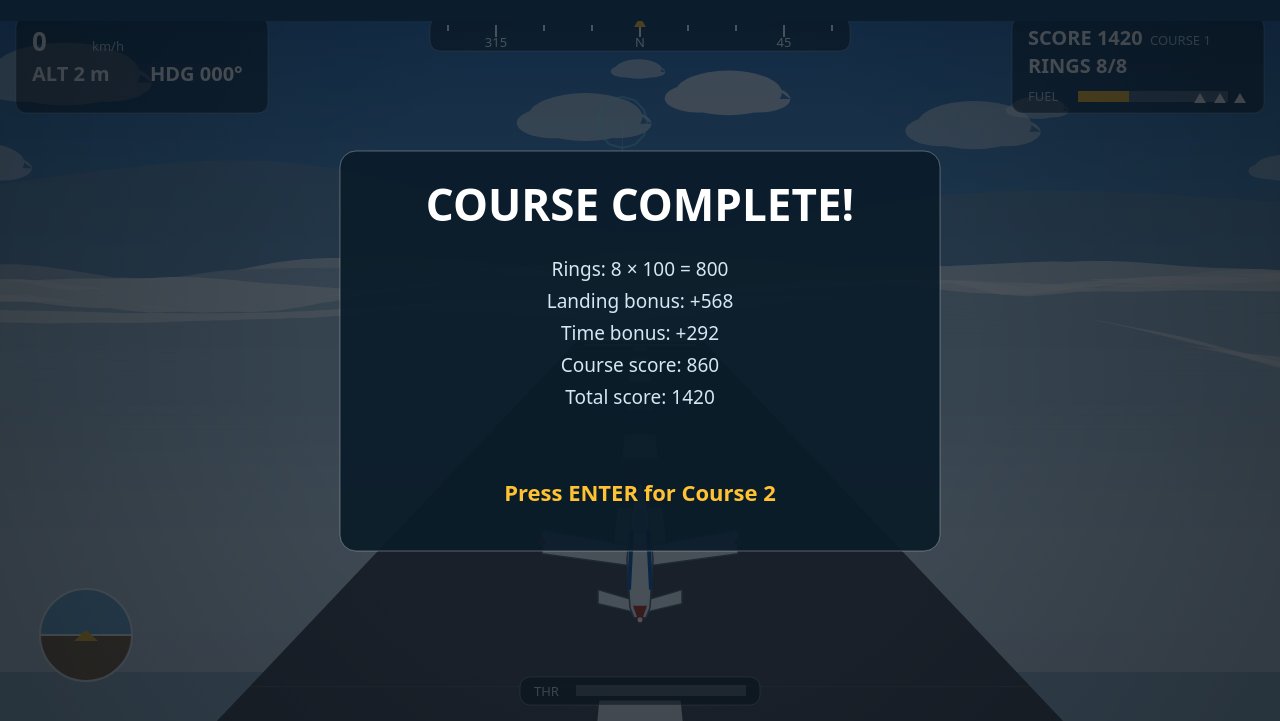 0 km/h
ALT 2 m HDG 000°
315 N 45
SCORE 1420 COURSE 1
RINGS 8/8
FUEL
COURSE COMPLETE!
Rings: 8 × 100 = 800
Landing bonus: +568
Time bonus: +292
Course score: 860
Total score: 1420
Press ENTER for Course 2
THR